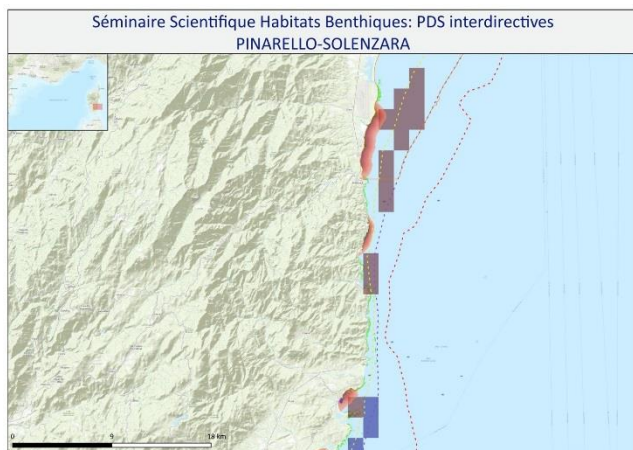 Séminaire Scientifique Habitats Benthiques: PDS interdirectives
PINARELLO-SOLENZARA
0
9
18 km